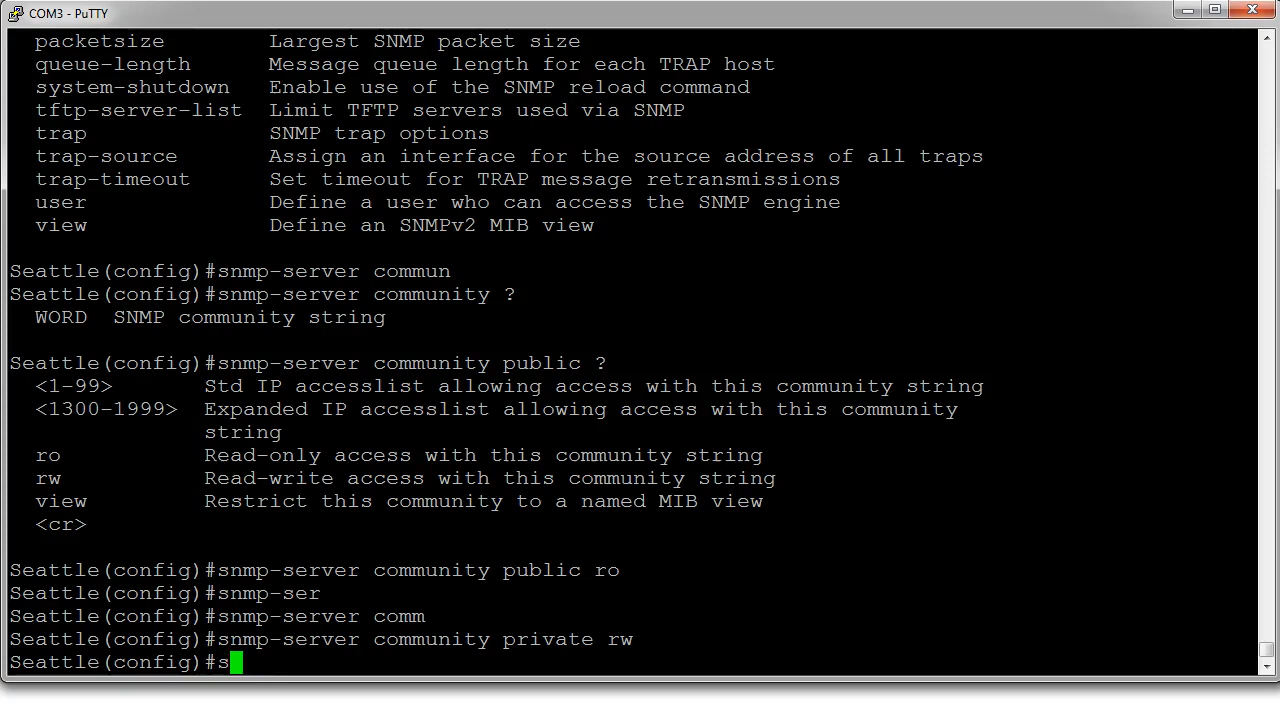 COM3 - PuTTY
packetsize Largest SNMP packet size
queue-length Message queue length for each TRAP host
system-shutdown Enable use of the SNMP reload command
tftp-server-list Limit TFTP servers used via SNMP
trap SNMP trap options
trap-source Assign an interface for the source address of all traps
trap-timeout Set timeout for TRAP message retransmissions
user Define a user who can access the SNMP engine
view Define an SNMPv2 MIB view
Seattle(config)#snmp-server commun
Seattle(config)#snmp-server community ?
WORD SNMP community string
Seattle(config)#snmp-server community public ?
<1-99> Std IP accesslist allowing access with this community string
<1300-1999> Expanded IP accesslist allowing access with this community
string
ro Read-only access with this community string
rw Read-write access with this community string
view Restrict this community to a named MIB view
<cr>
Seattle(config)#snmp-server community public ro
Seattle(config)#snmp-ser
Seattle(config)#snmp-server comm
Seattle(config)#snmp-server community private rw
Seattle(config)#s